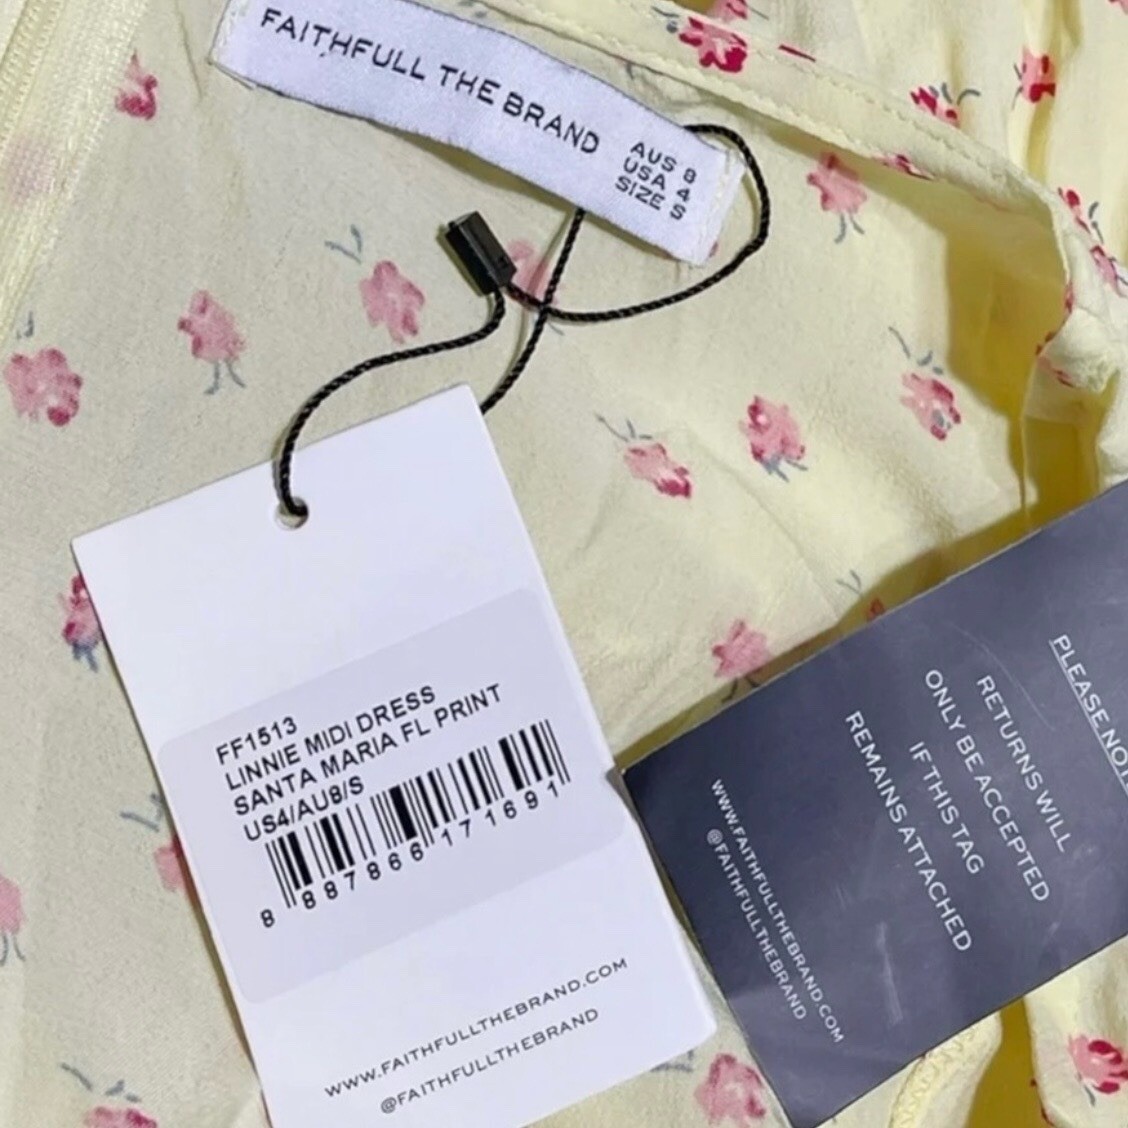 FAITHFULL THE BRAND
AUS 8
USA 4
SIZE S
FF1513
LINNIE MIDI DRESS
SANTA MARIA FL PRINT
US4/AU8/S
8 887866 171691
WWW.FAITHFULLTHEBRAND.COM
@FAITHFULLTHEBRAND
PLEASE
RETURNS WILL
ONLY BE ACCEPTED
IF THIS TAG
REMAINS ATTACHED
WWW.FAITHFULLTHEBRAND.COM
@FAITHFULLTHEBRAND